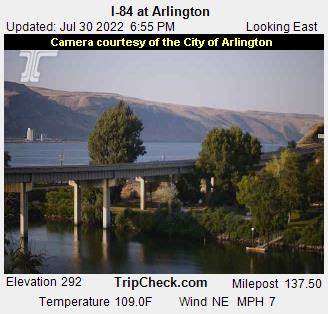 I-84 at Arlington
Updated: Jul 30 2022 6:55 PM Looking East
Camera courtesy of the City of Arlington
Elevation 292 TripCheck.com Milepost 137.50
Temperature 109.0F Wind NE MPH 7